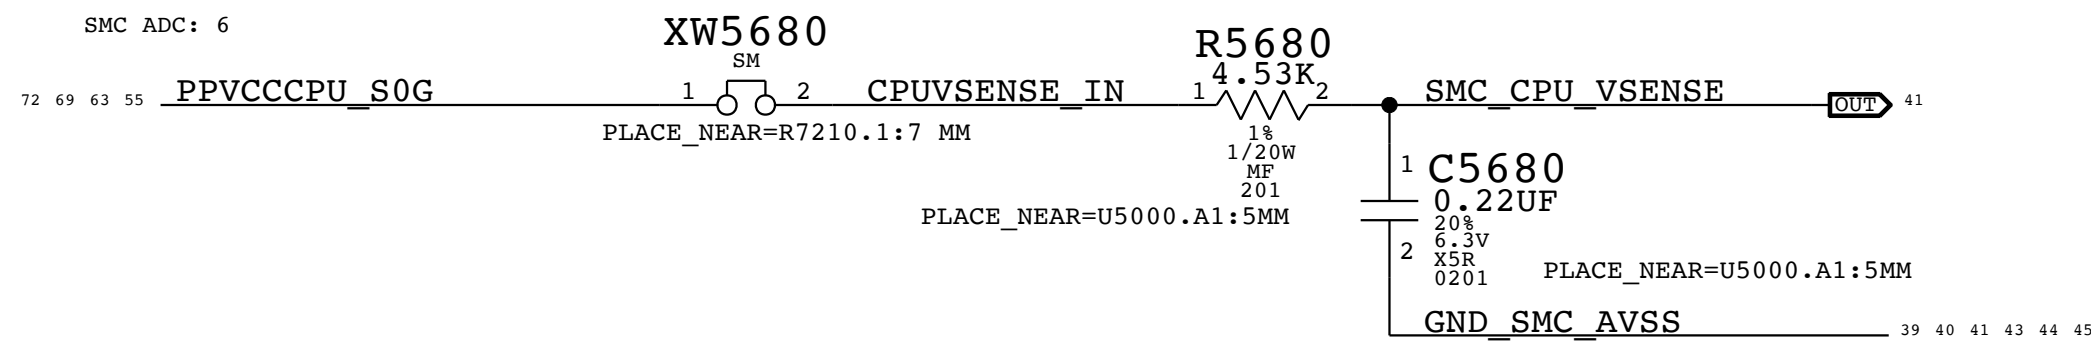 SMC ADC: 6
XW5680
SM
R5680
4.53K
72 69 63 55 PPVCCCPU_S0G 1 2 CPUVSENSE_IN 1 2 SMC_CPU_VSENSE OUT 41
PLACE_NEAR=R7210.1:7 MM
1%
1/20W
MF
201
PLACE_NEAR=U5000.A1:5MM
1 C5680
0.22UF
20%
6.3V
2 X5R
0201
PLACE_NEAR=U5000.A1:5MM
GND_SMC_AVSS 39 40 41 43 44 45